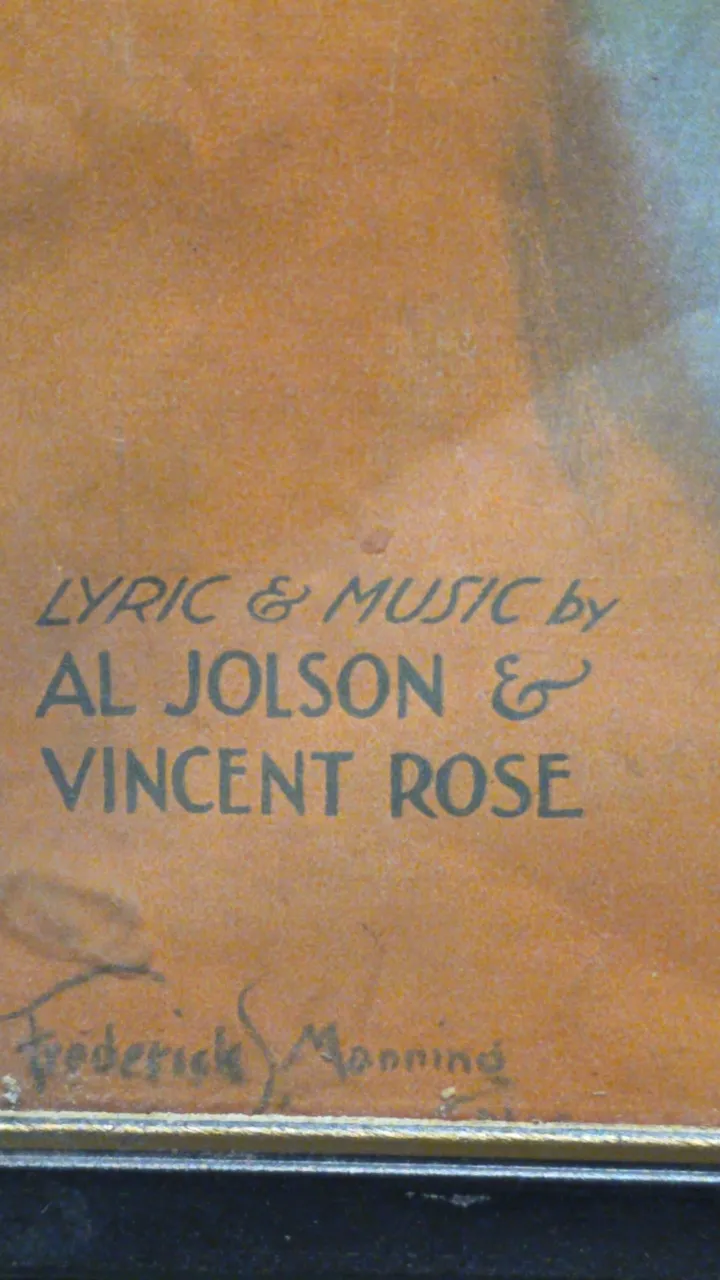 LYRIC & MUSIC by
AL JOLSON &
VINCENT ROSE
Frederick S. Manning